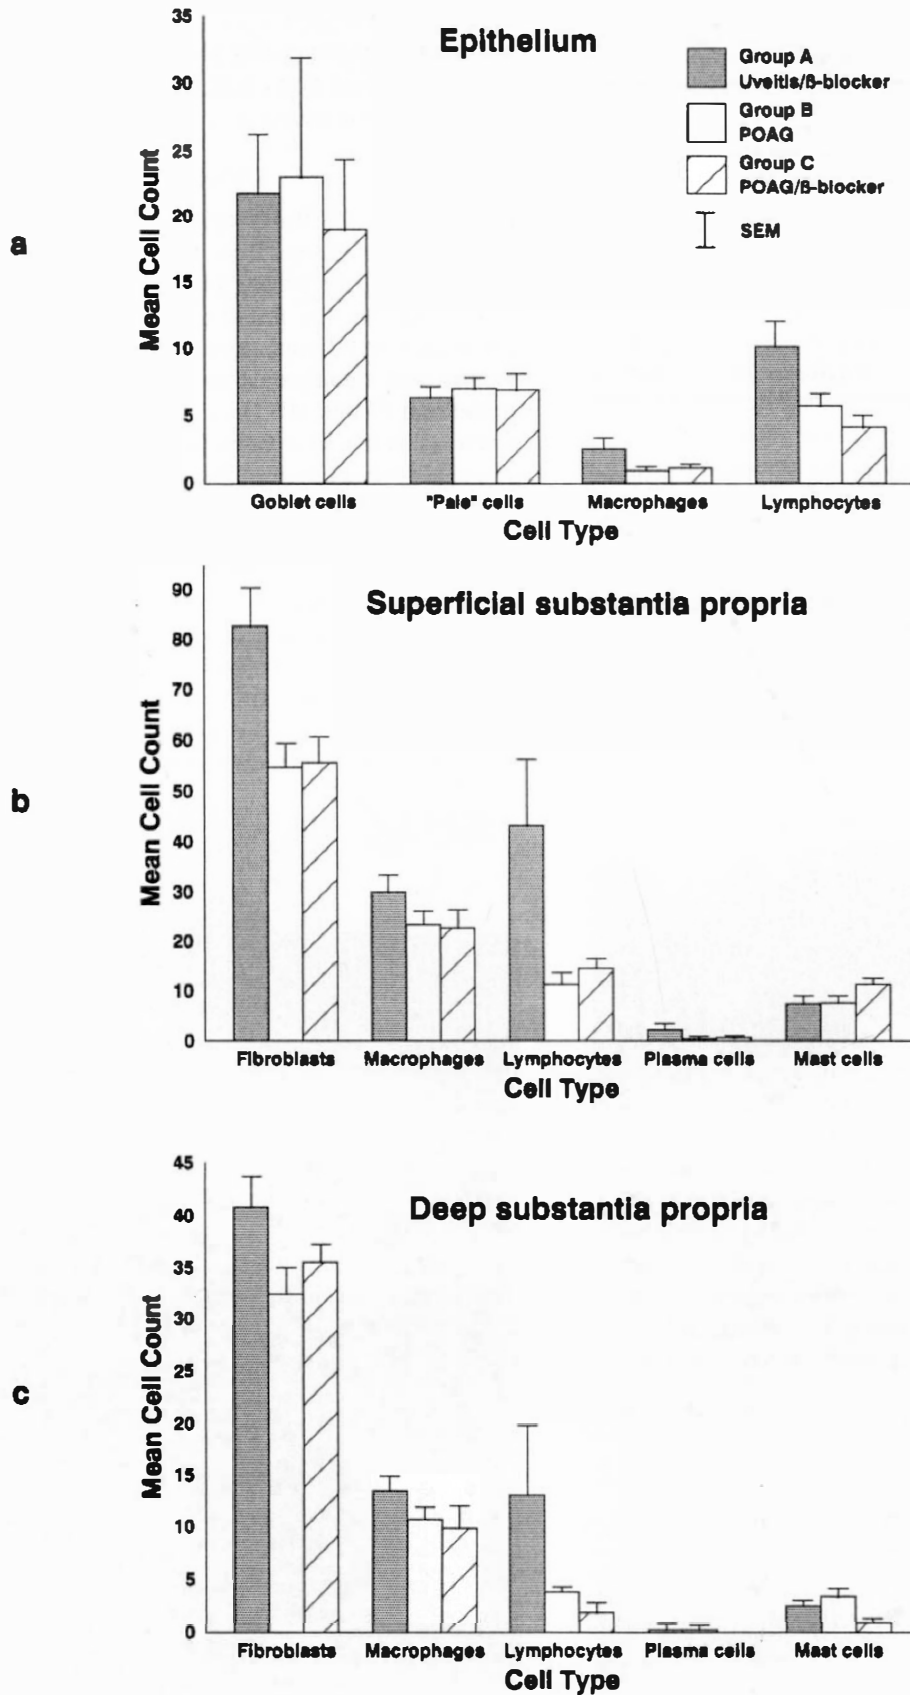 a
Epithelium
Group A
Uveitis/β-blocker
Group B
POAG
Group C
POAG/β-blocker
SEM
Mean Cell Count
35
30
25
20
15
10
5
0
Goblet cells
"Pale" cells
Macrophages
Lymphocytes
Cell Type
b
Superficial substantia propria
Mean Cell Count
90
80
70
60
50
40
30
20
10
0
Fibroblasts
Macrophages
Lymphocytes
Plasma cells
Mast cells
Cell Type
c
Deep substantia propria
Mean Cell Count
45
40
35
30
25
20
15
10
5
0
Fibroblasts
Macrophages
Lymphocytes
Plasma cells
Mast cells
Cell Type